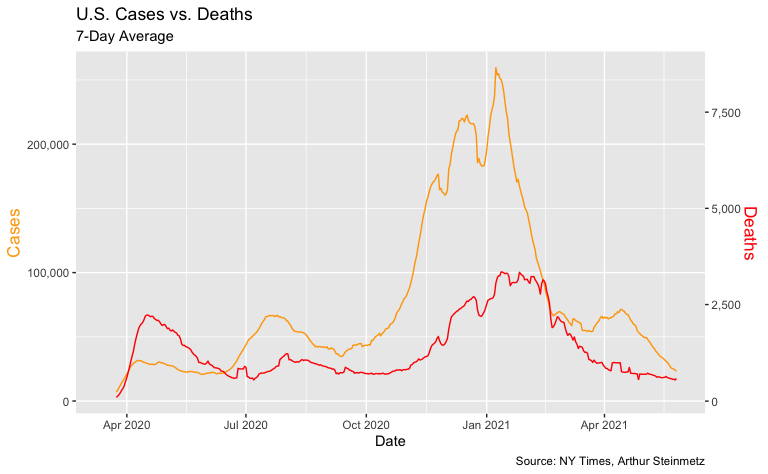 U.S. Cases vs. Deaths
7-Day Average
Cases
200,000
100,000
0
7,500
5,000
2,500
0
Deaths
Apr 2020
Jul 2020
Oct 2020
Jan 2021
Apr 2021
Date
Source: NY Times, Arthur Steinmetz